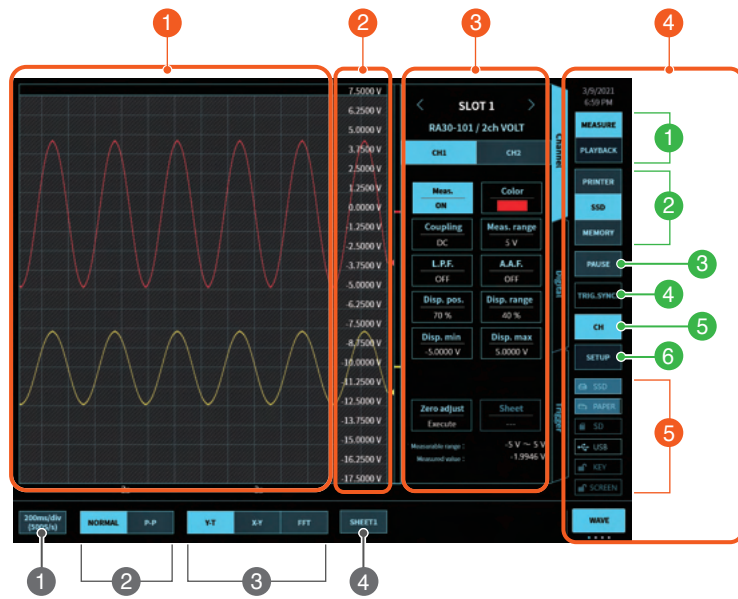 1
2
3
4
7.5000 V
6.2500 V
5.0000 V
3.7500 V
2.5000 V
1.2500 V
0.0000 V
-1.2500 V
-2.5000 V
-3.7500 V
-5.0000 V
-6.2500 V
-7.5000 V
-8.7500 V
-10.0000 V
-11.2500 V
-12.5000 V
-13.7500 V
-15.0000 V
-16.2500 V
-17.5000 V
< SLOT 1 >
RA30-101 / 2ch VOLT
CH1 CH2
Meas.
ON
Color
Coupling
DC
Meas. range
5 V
L.P.F.
OFF
A.A.F.
OFF
Disp. pos.
70 %
Disp. range
40 %
Disp. min
-5.0000 V
Disp. max
5.0000 V
Zero adjust
Execute
Sheet
---
Measurable range : -5 V ～ 5 V
Measured value : -1.9946 V
Channel
Digital
Trigger
3/9/2021
6:59 PM
MEASURE
PLAYBACK
1
PRINTER
SSD
MEMORY
2
PAUSE
3
TRIG.SYNC
4
CH
5
SETUP
6
SSD
PAPER
SD
USB
KEY
SCREEN
5
200ms/div
NORMAL P-P
Y-T X-Y FFT
SHEET1
WAVE
1
2
3
4